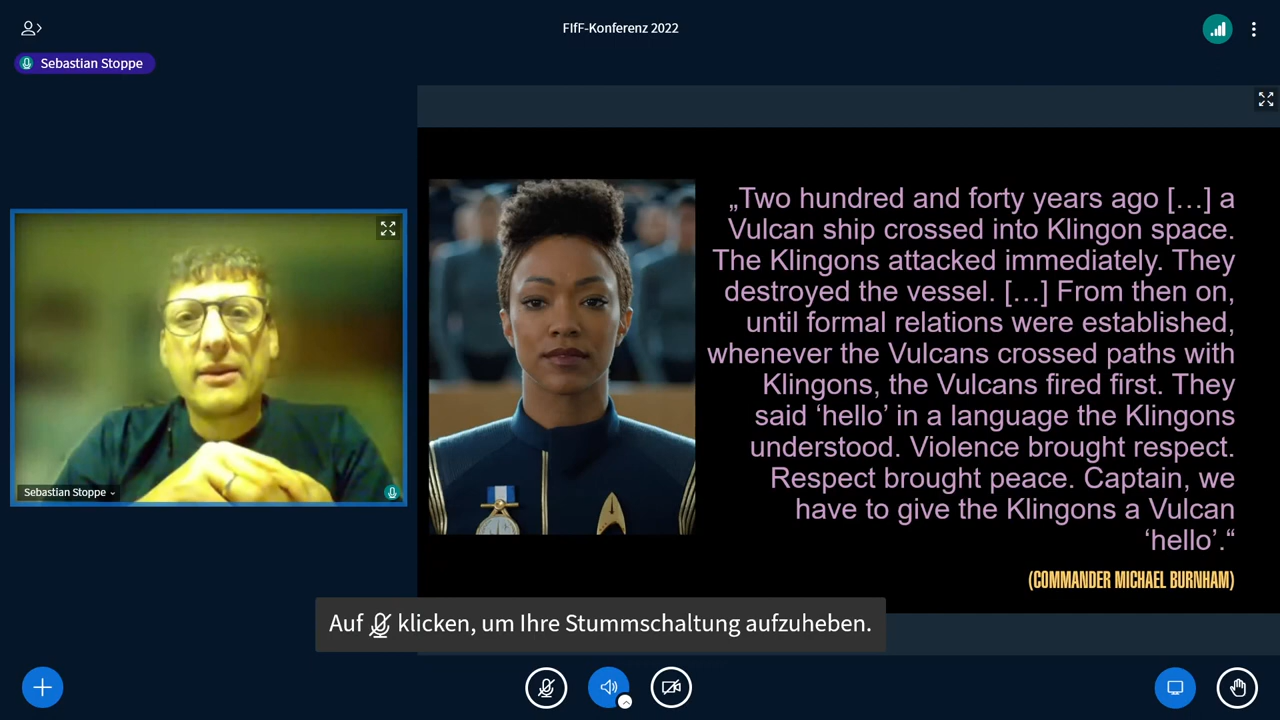 FIfF-Konferenz 2022
Sebastian Stoppe
„Two hundred and forty years ago […] a
Vulcan ship crossed into Klingon space.
The Klingons attacked immediately. They
destroyed the vessel. […] From then on,
until formal relations were established,
whenever the Vulcans crossed paths with
Klingons, the Vulcans fired first. They
said ‘hello’ in a language the Klingons
understood. Violence brought respect.
Respect brought peace. Captain, we
have to give the Klingons a Vulcan
‘hello’.“
(COMMANDER MICHAEL BURNHAM)
Sebastian Stoppe
Auf klicken, um Ihre Stummschaltung aufzuheben.